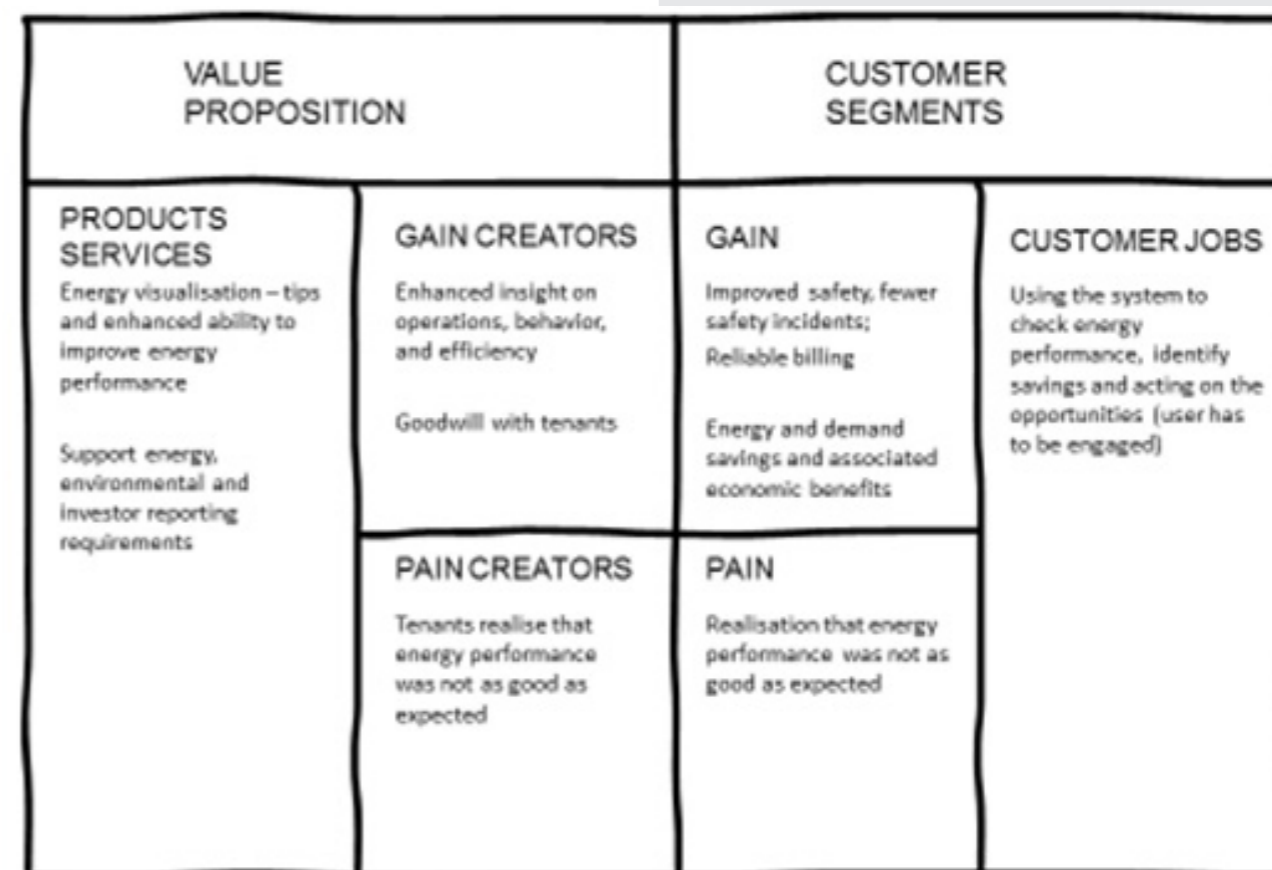 VALUE
PROPOSITION
CUSTOMER
SEGMENTS
PRODUCTS
SERVICES
Energy visualisation – tips
and enhanced ability to
improve energy
performance
Support energy,
environmental and
investor reporting
requirements
GAIN CREATORS
Enhanced insight on
operations, behavior,
and efficiency
Goodwill with tenants
PAIN CREATORS
Tenants realise that
energy performance
was not as good as
expected
GAIN
Improved safety, fewer
safety incidents;
Reliable billing
Energy and demand
savings and associated
economic benefits
PAIN
Realisation that energy
performance was not as
good as expected
CUSTOMER JOBS
Using the system to
check energy
performance, identify
savings and acting on the
opportunities (user has
to be engaged)